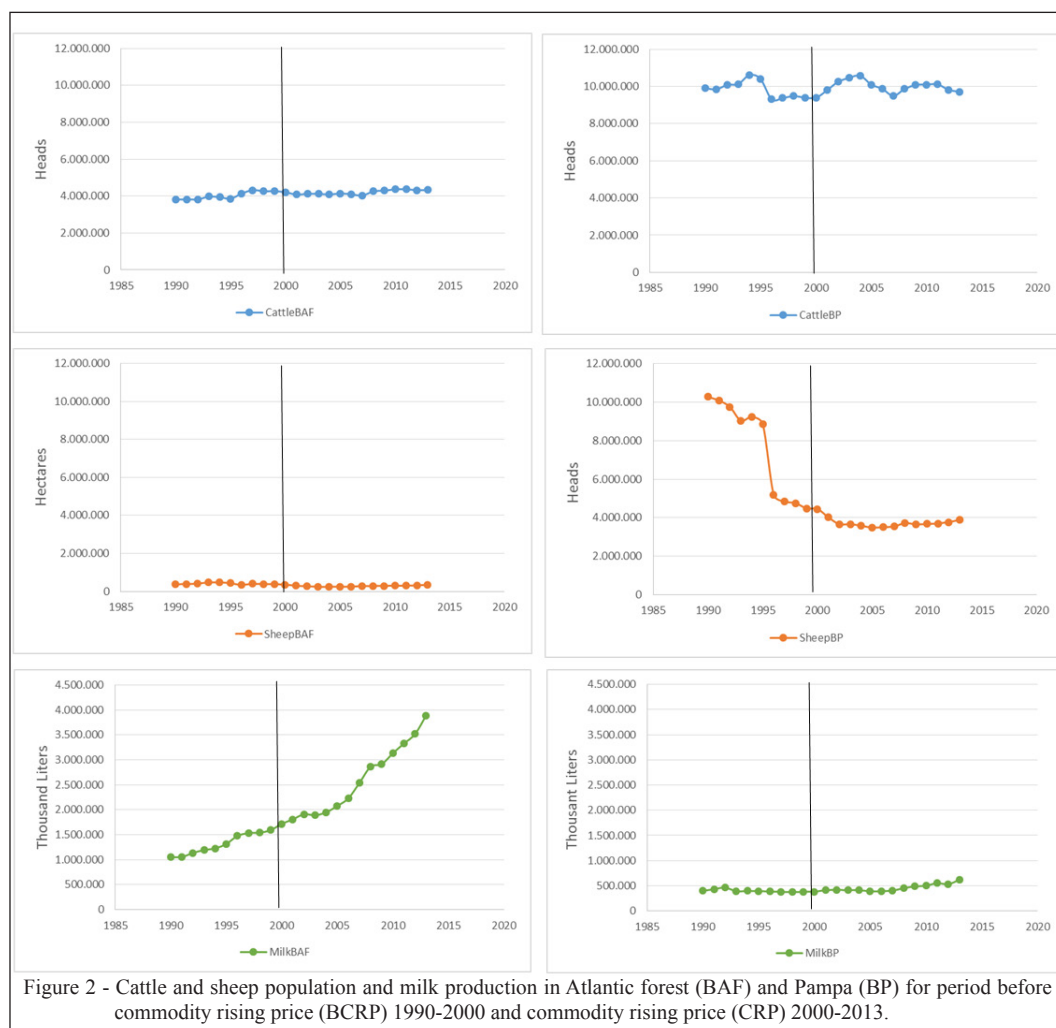 12.000.000
10.000.000
8.000.000
6.000.000
4.000.000
2.000.000
0
Heads
1985 1990 1995 2000 2005 2010 2015 2020
CattleBAF
12.000.000
10.000.000
8.000.000
6.000.000
4.000.000
2.000.000
0
Heads
1985 1990 1995 2000 2005 2010 2015 2020
CattleBP
12.000.000
10.000.000
8.000.000
6.000.000
4.000.000
2.000.000
0
Hectares
1985 1990 1995 2000 2005 2010 2015 2020
SheepBAF
12.000.000
10.000.000
8.000.000
6.000.000
4.000.000
2.000.000
0
Heads
1985 1990 1995 2000 2005 2010 2015 2020
SheepBP
4.500.000
4.000.000
3.500.000
3.000.000
2.500.000
2.000.000
1.500.000
1.000.000
500.000
0
Thousand Liters
1985 1990 1995 2000 2005 2010 2015 2020
MilkBAF
4.500.000
4.000.000
3.500.000
3.000.000
2.500.000
2.000.000
1.500.000
1.000.000
500.000
0
Thousant Liters
1985 1990 1995 2000 2005 2010 2015 2020
MilkBP
Figure 2 - Cattle and sheep population and milk production in Atlantic forest (BAF) and Pampa (BP) for period before
commodity rising price (BCRP) 1990-2000 and commodity rising price (CRP) 2000-2013.